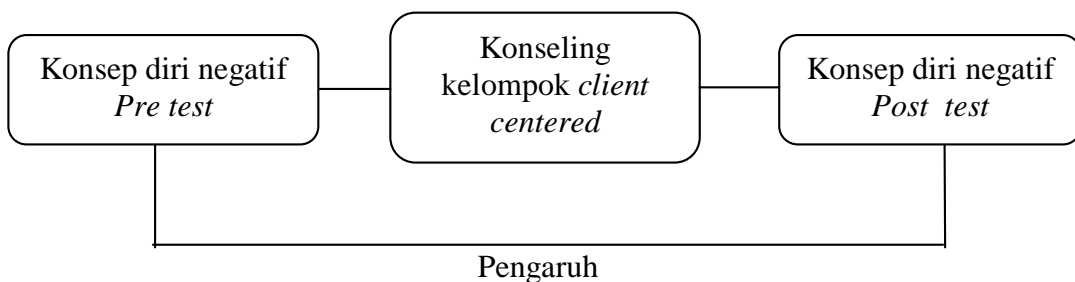 Konsep diri negatif
Pre test
Konseling
kelompok client
centered
Konsep diri negatif
Post test
Pengaruh